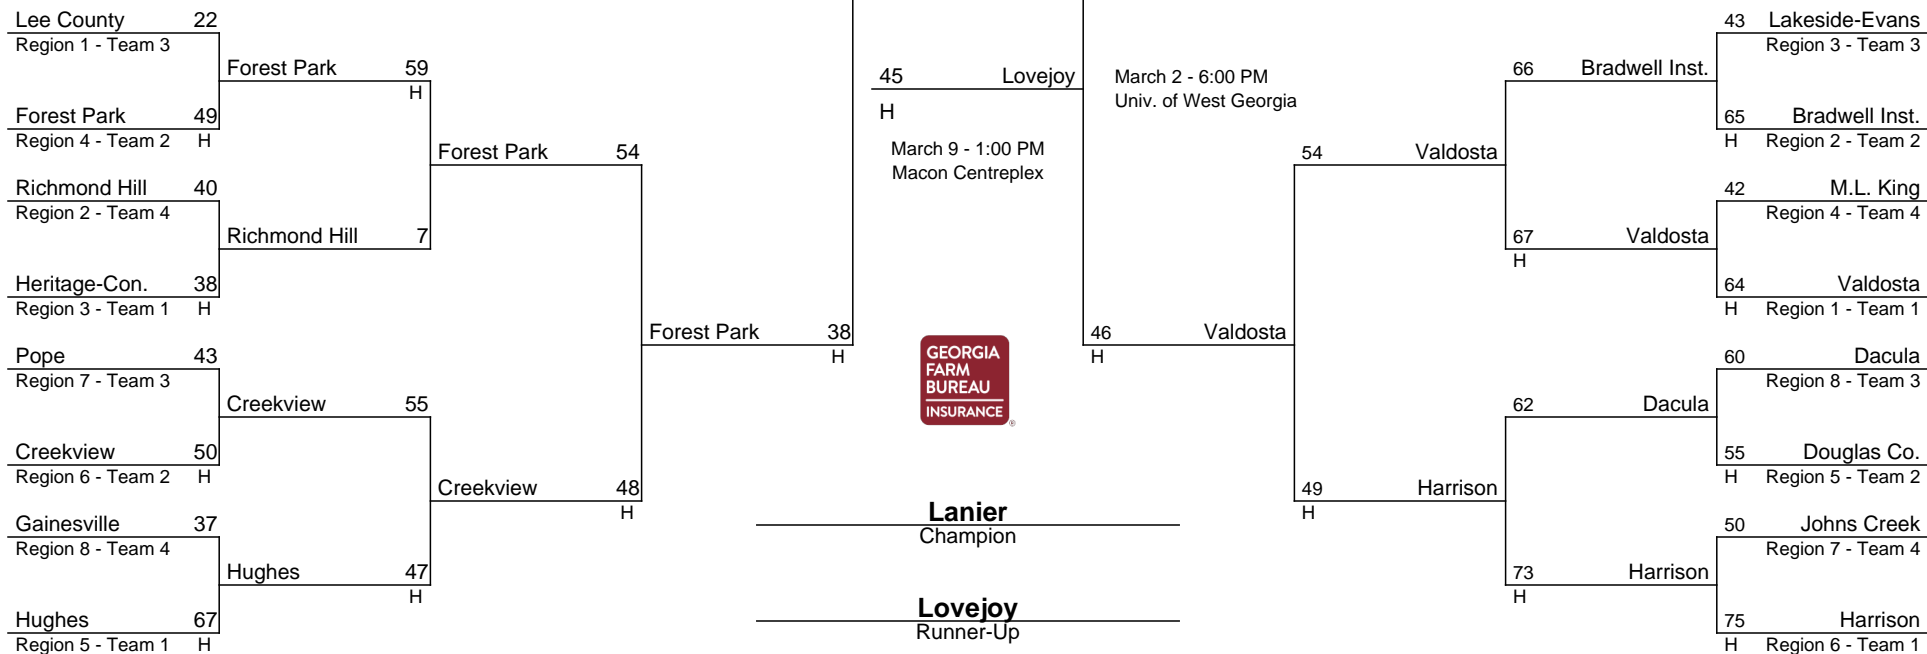 Lee County 22
Region 1 - Team 3
Forest Park 59
H
Forest Park 49
Region 4 - Team 2 H
Forest Park 54
Richmond Hill 40
Region 2 - Team 4
Richmond Hill 7
Heritage-Con. 38
Region 3 - Team 1 H
Forest Park 38
H
Pope 43
Region 7 - Team 3
Creekview 55
Creekview 50
Region 6 - Team 2 H
Creekview 48
H
Gainesville 37
Region 8 - Team 4
Hughes 47
H
Hughes 67
Region 5 - Team 1 H
45 Lovejoy
H
March 9 - 1:00 PM
Macon Centreplex
March 2 - 6:00 PM
Univ. of West Georgia
GEORGIA
FARM
BUREAU
INSURANCE
®
Lanier
Champion
Lovejoy
Runner-Up
43 Lakeside-Evans
Region 3 - Team 3
66 Bradwell Inst.
65 Bradwell Inst.
H Region 2 - Team 2
54 Valdosta
42 M.L. King
Region 4 - Team 4
67 Valdosta
H
64 Valdosta
H Region 1 - Team 1
46 Valdosta
H
60 Dacula
Region 8 - Team 3
62 Dacula
55 Douglas Co.
H Region 5 - Team 2
49 Harrison
H
50 Johns Creek
Region 7 - Team 4
73 Harrison
H
75 Harrison
H Region 6 - Team 1